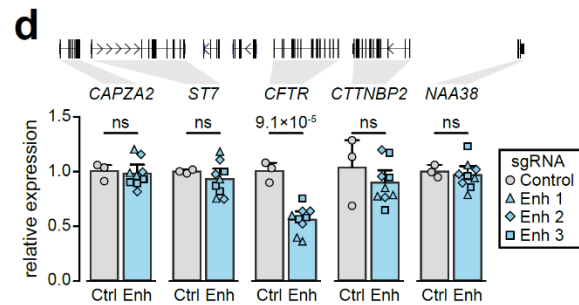 d
CAPZA2 ST7 CFTR CTTNBP2 NAA38
ns ns 9.1×10⁻⁵ ns ns
relative expression
1.5
1.0
0.5
0.0
Ctrl Enh Ctrl Enh Ctrl Enh Ctrl Enh Ctrl Enh
sgRNA
Control
Enh 1
Enh 2
Enh 3